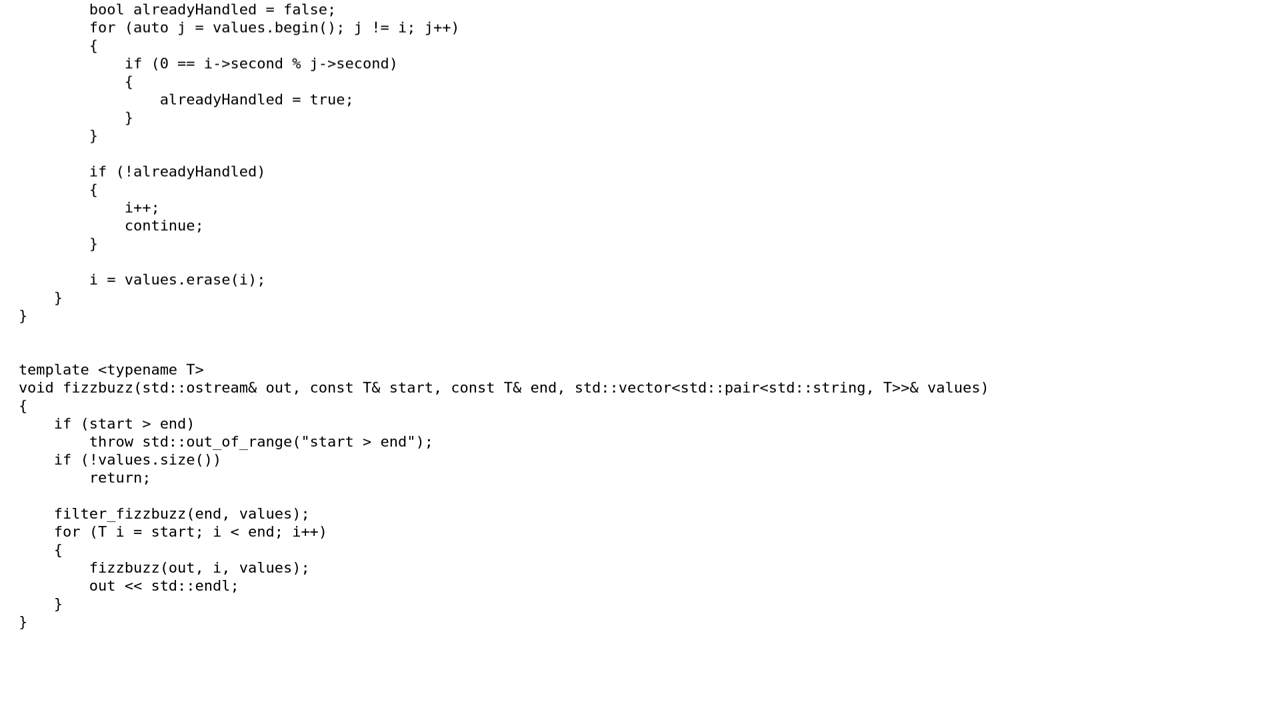 bool alreadyHandled = false;
        for (auto j = values.begin(); j != i; j++)
        {
            if (0 == i->second % j->second)
            {
                alreadyHandled = true;
            }
        }

        if (!alreadyHandled)
        {
            i++;
            continue;
        }

        i = values.erase(i);
    }
}


template <typename T>
void fizzbuzz(std::ostream& out, const T& start, const T& end, std::vector<std::pair<std::string, T>>& values)
{
    if (start > end)
        throw std::out_of_range("start > end");
    if (!values.size())
        return;

    filter_fizzbuzz(end, values);
    for (T i = start; i < end; i++)
    {
        fizzbuzz(out, i, values);
        out << std::endl;
    }
}